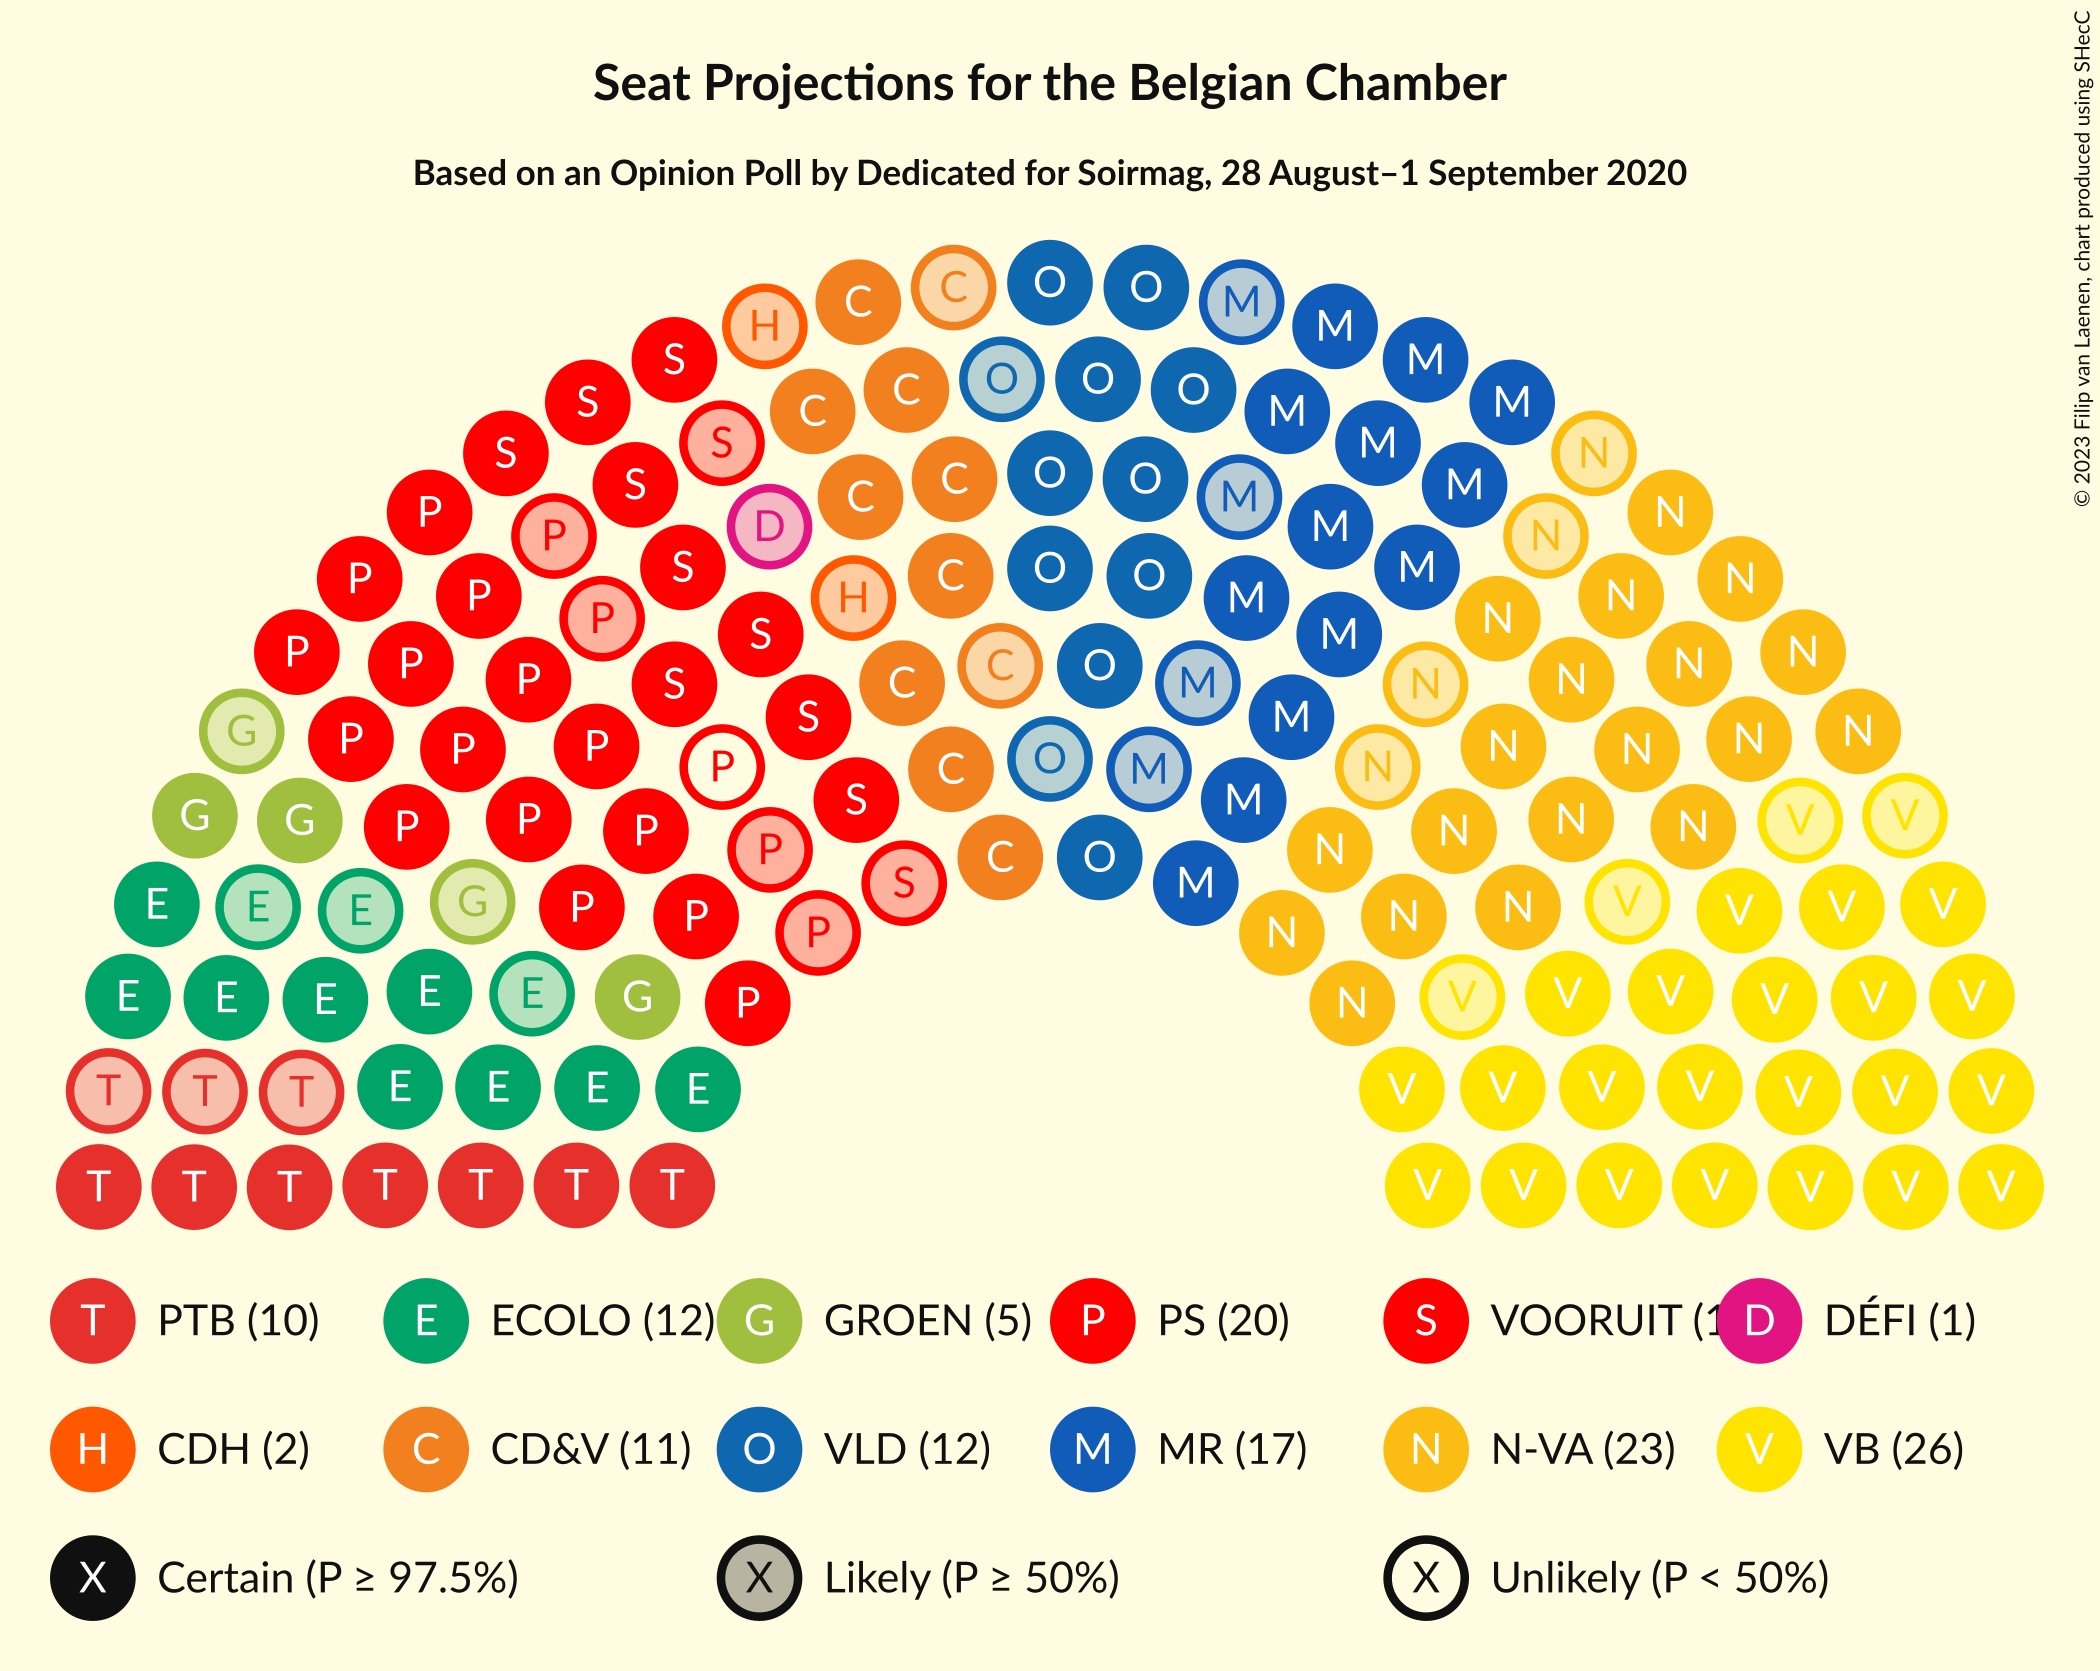 Seat Projections for the Belgian Chamber
Based on an Opinion Poll by Dedicated for Soirmag, 28 August–1 September 2020
© 2023 Filip van Laenen, chart produced using SHecC
H C C O O M M
S S S C C O O O M M M M N
P S S S D C C O O M M M M N N
P P P P S S H C O O M M M N N N N
P P P P S S C C O M M N N N N N
G P P P P P S C O M M N N N N N N
G G P P P P P S C O M N N N N V V
E E E G P P P N N N V V V V
E E E E E G P N V V V V V V
T T T E E E E V V V V V V V
T T T T T T T V V V V V V V
T PTB (10) E ECOLO (12) G GROEN (5) P PS (20) S VOORUIT (1 D DÉFI (1)
H CDH (2) C CD&V (11) O VLD (12) M MR (17) N N-VA (23) V VB (26)
X Certain (P ≥ 97.5%) X Likely (P ≥ 50%) X Unlikely (P < 50%)